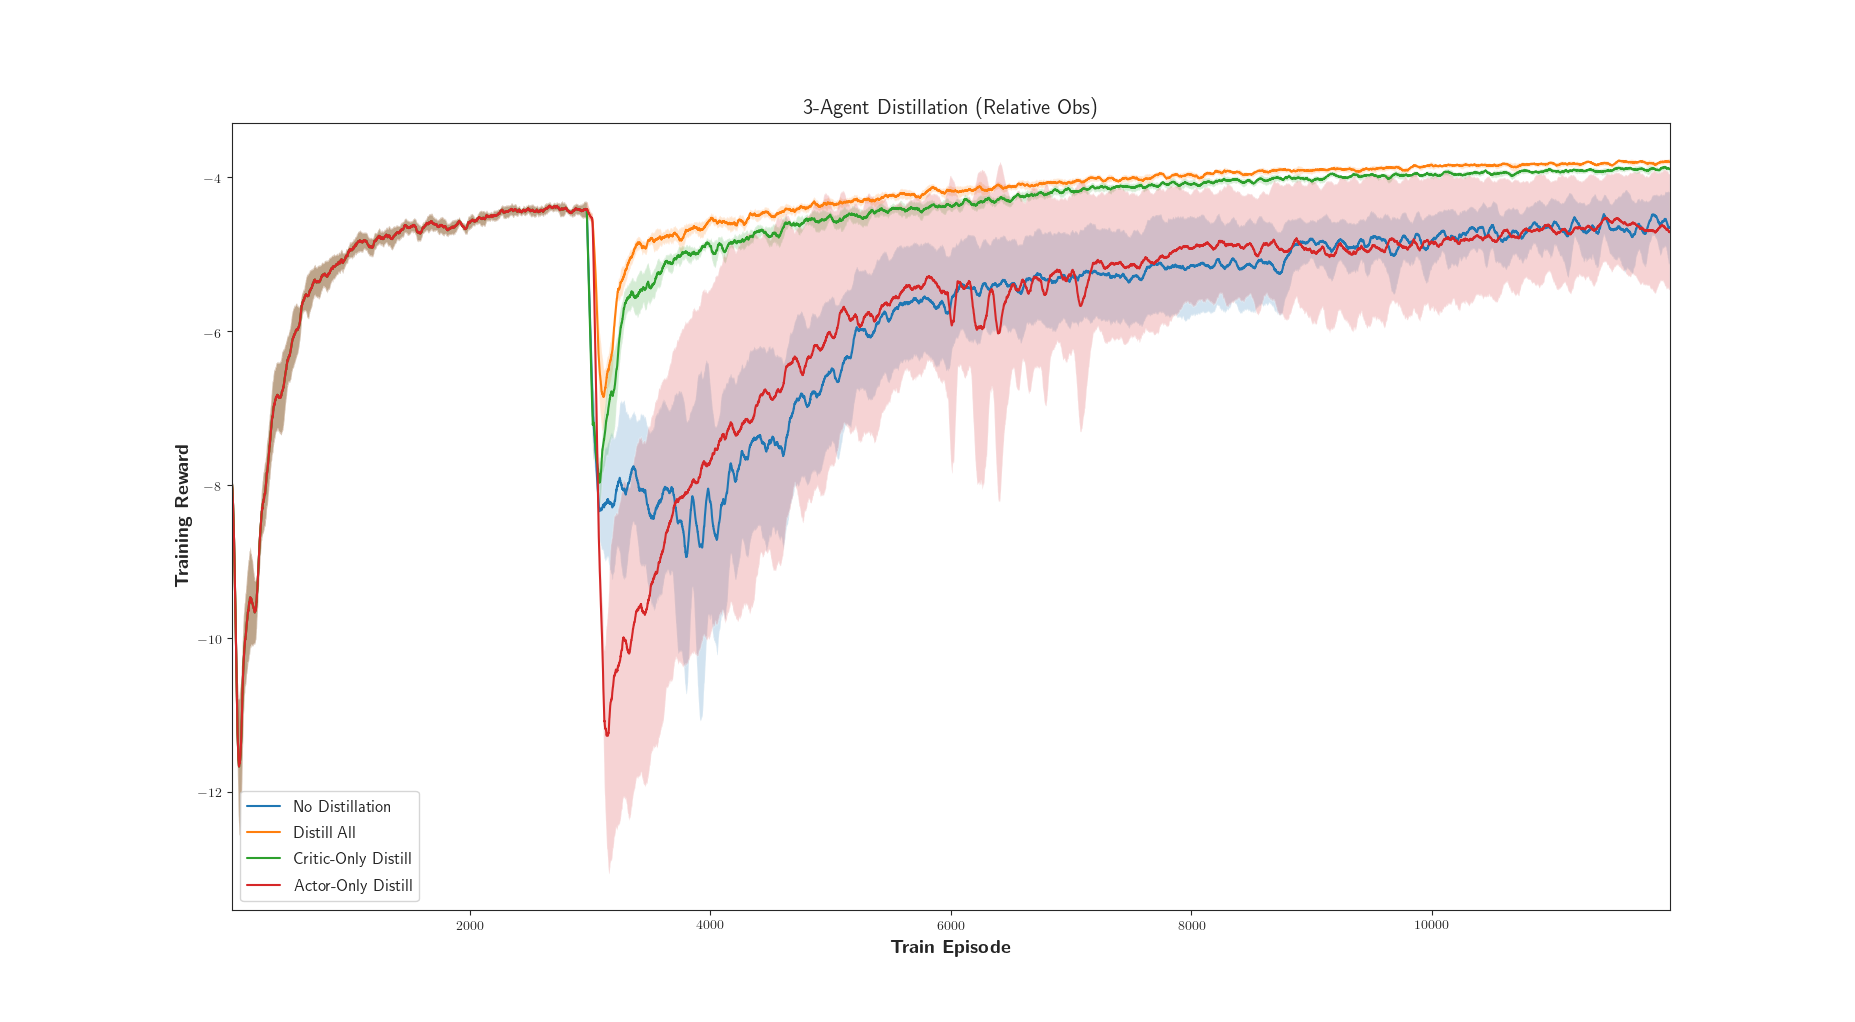 3-Agent Distillation (Relative Obs)
Training Reward
−4
−6
−8
−10
−12
No Distillation
Distill All
Critic-Only Distill
Actor-Only Distill
2000
4000
6000
8000
10000
Train Episode